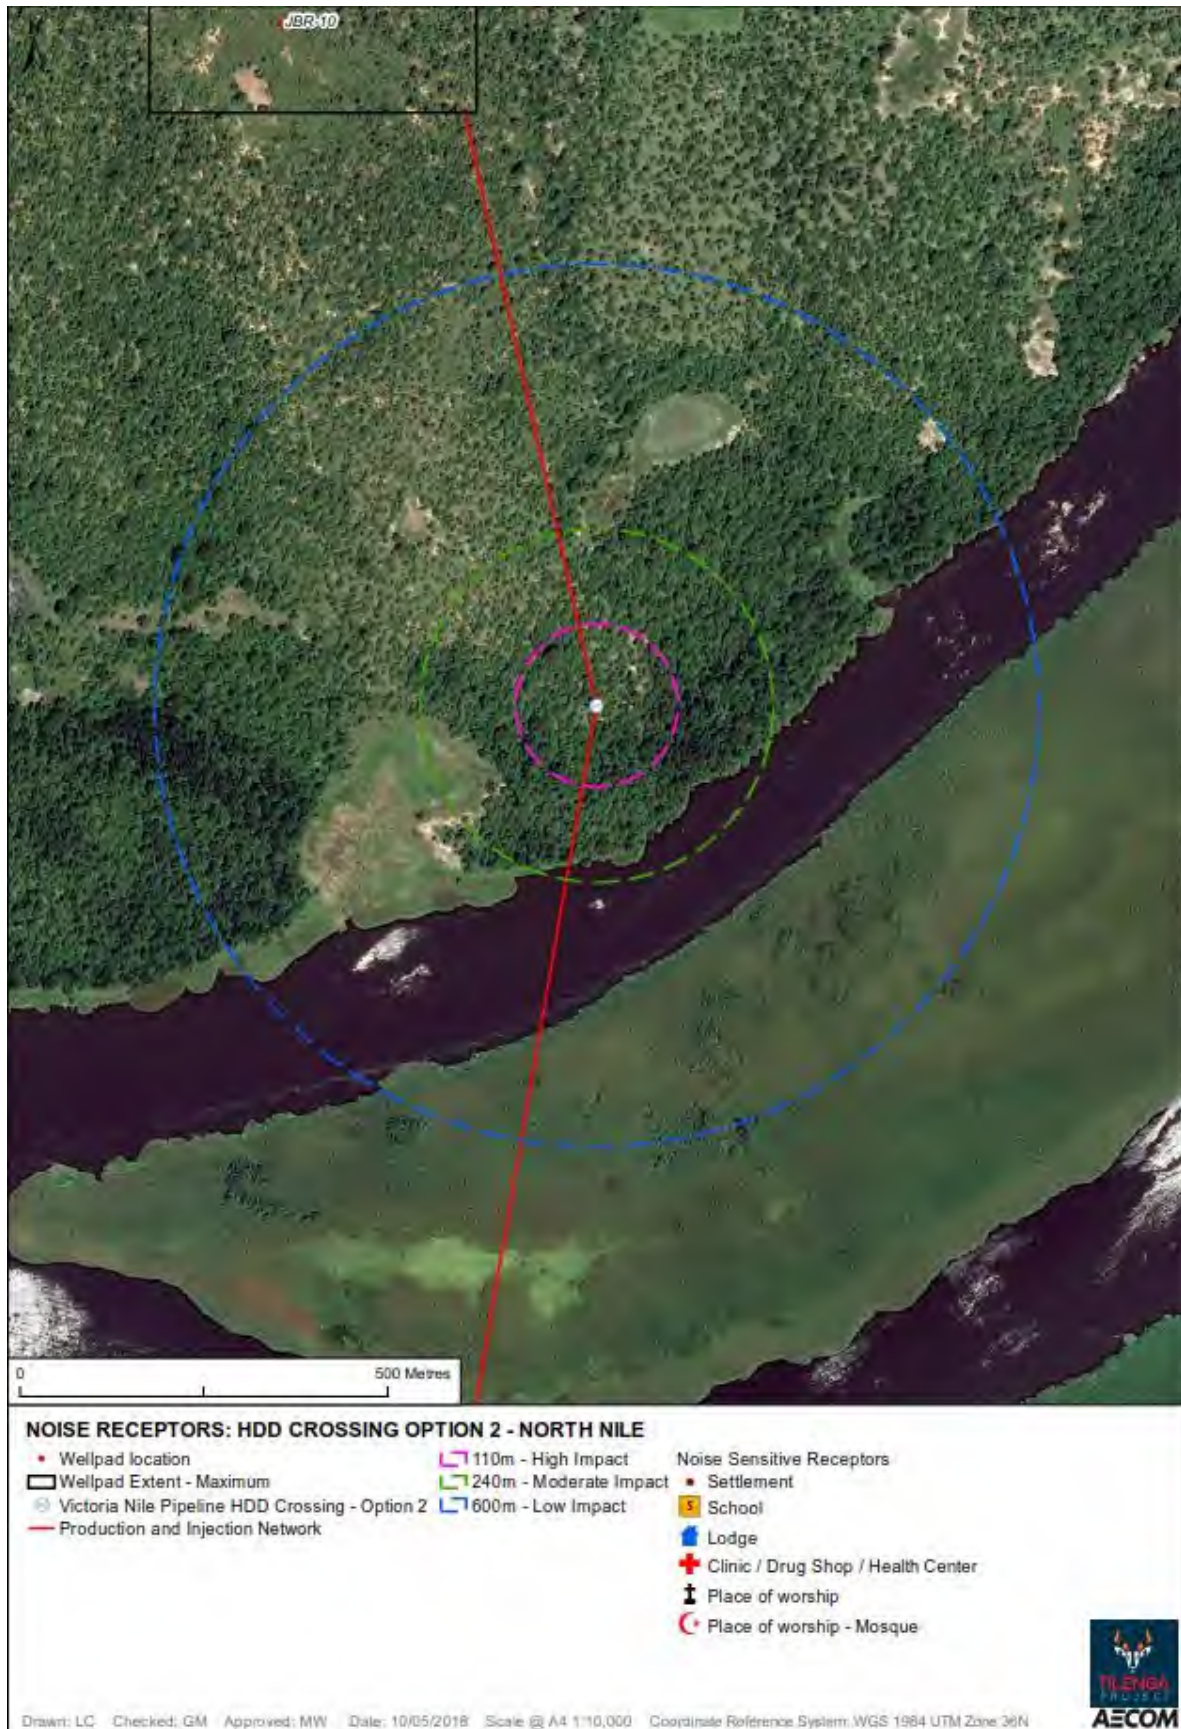 JBR-10
0 500 Metres
NOISE RECEPTORS: HDD CROSSING OPTION 2 - NORTH NILE
Wellpad location
Wellpad Extent - Maximum
Victoria Nile Pipeline HDD Crossing - Option 2
Production and Injection Network
110m - High Impact
240m - Moderate Impact
600m - Low Impact
Noise Sensitive Receptors
Settlement
S School
Lodge
Clinic / Drug Shop / Health Center
Place of worship
Place of worship - Mosque
TILENGA
PROJECT
AECOM
Drawn: LC Checked: GM Approved: MW Date: 10/05/2018 Scale @ A4 1:10,000 Coordinate Reference System: WGS 1984 UTM Zone 36N